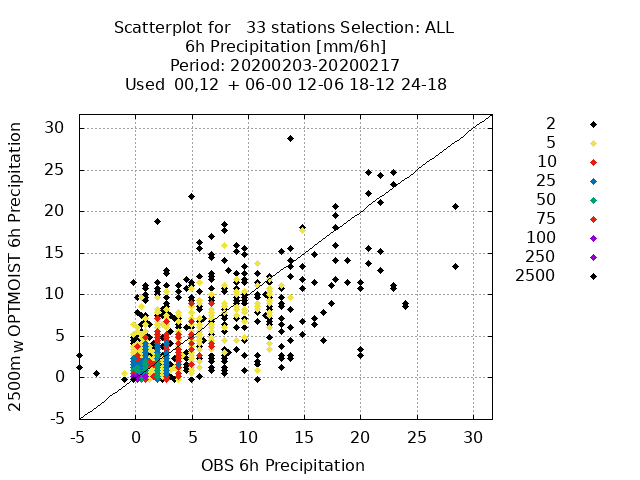 Scatterplot for 33 stations Selection: ALL
6h Precipitation [mm/6h]
Period: 20200203-20200217
Used 00,12 + 06-00 12-06 18-12 24-18
2500m_W OPTMOIST 6h Precipitation
30
25
20
15
10
5
0
-5
-5 0 5 10 15 20 25 30
OBS 6h Precipitation
2
5
10
25
50
75
100
250
2500